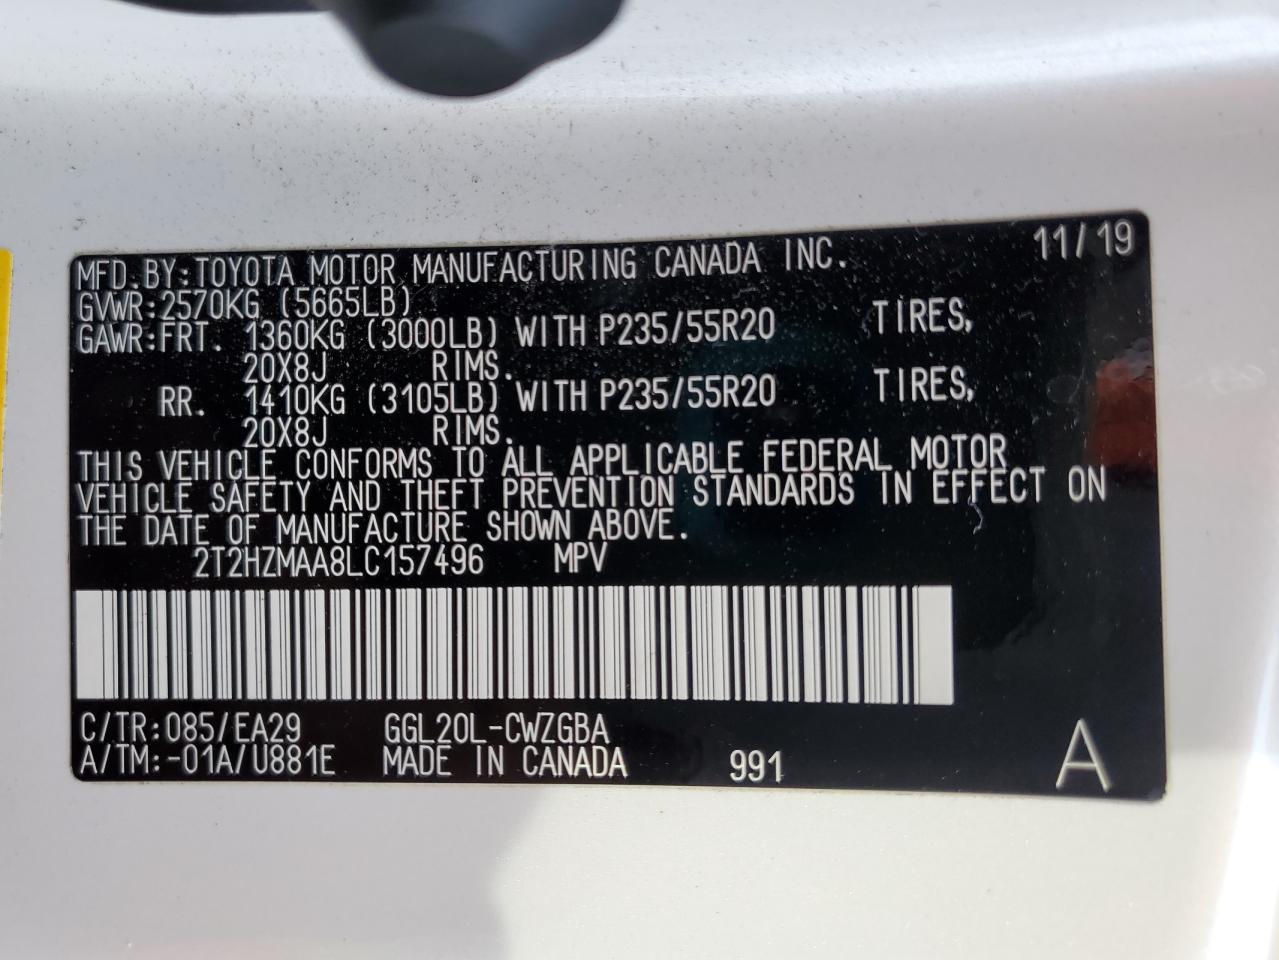 11/19
MFD.BY:TOYOTA MOTOR MANUFACTURING CANADA INC.
GVWR:2570KG (5665LB)
GAWR:FRT. 1360KG (3000LB) WITH P235/55R20 TIRES,
20X8J RIMS.
RR. 1410KG (3105LB) WITH P235/55R20 TIRES,
20X8J RIMS.
THIS VEHICLE CONFORMS TO ALL APPLICABLE FEDERAL MOTOR
VEHICLE SAFETY AND THEFT PREVENTION STANDARDS IN EFFECT ON
THE DATE OF MANUFACTURE SHOWN ABOVE.
2T2HZMAA8LC157496 MPV
C/TR:085/EA29 GGL20L-CWZGBA
A/TM:-01A/U881E MADE IN CANADA 991 A